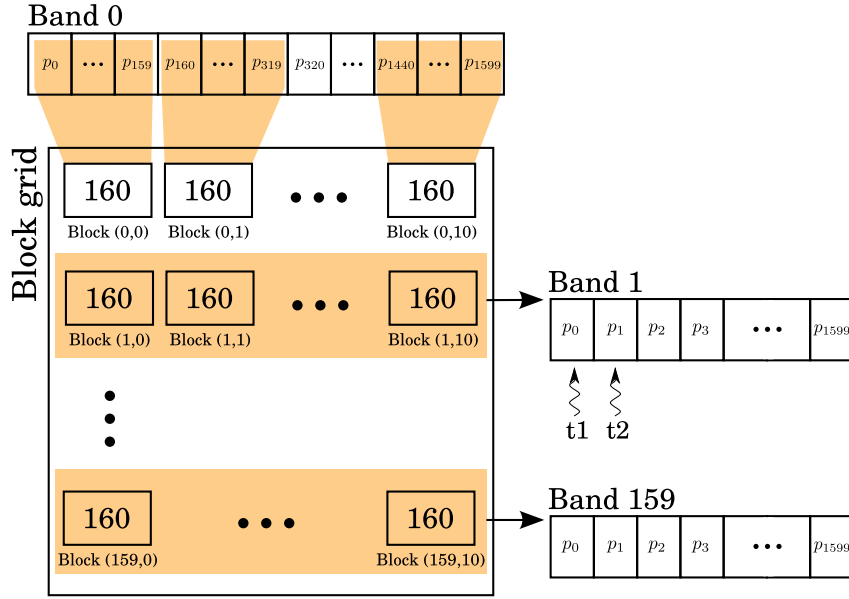 Band 0
p0 ••• p159 p160 ••• p319 p320 ••• p1440 ••• p1599
Block grid
160 160 ••• 160
Block (0,0) Block (0,1) Block (0,10)
160 160 ••• 160
Block (1,0) Block (1,1) Block (1,10)
Band 1
p0 p1 p2 p3 ••• p1599
t1 t2
160 ••• 160
Block (159,0) Block (159,10)
Band 159
p0 p1 p2 p3 ••• p1599